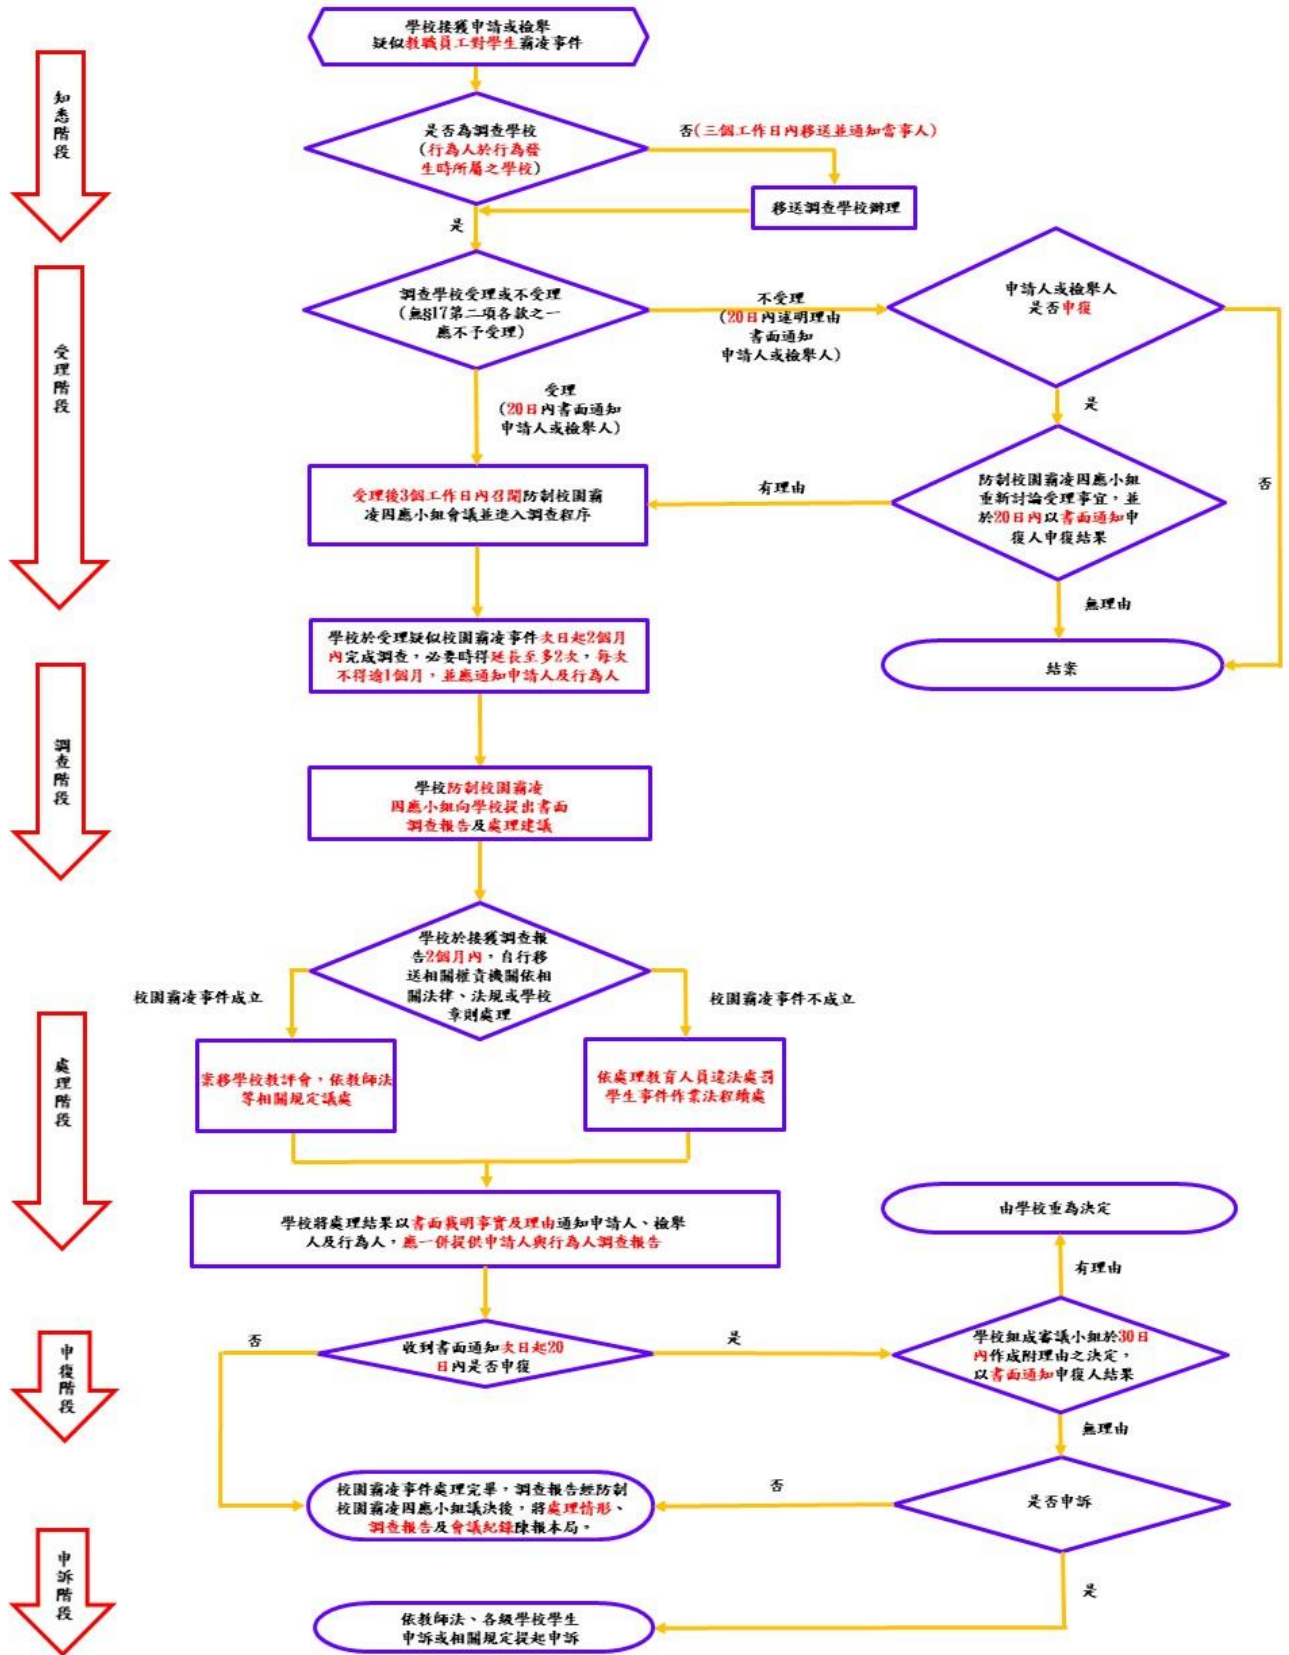 學校接獲申請或檢舉
疑似教職員工對學生霸凌事件
知悉階段
是否為調查學校
(行為人於行為發
生時所屬之學校)
否(三個工作日內移送並通知當事人)
移送調查學校辦理
是
受理階段
調查學校受理或不受理
(無§17第二項各款之一
應不予受理)
不受理
(20日內述明理由
書面通知
申請人或檢舉人)
申請人或檢舉人
是否申復
受理
(20日內書面通知
申請人或檢舉人)
是
否
受理後3個工作日內召開防制校園霸
凌因應小組會議並進入調查程序
有理由
防制校園霸凌因應小組
重新討論受理事宜，並
於20日內以書面通知申
復人申復結果
無理由
結案
學校於受理疑似校園霸凌事件次日起2個月
內完成調查，必要時得延長至多2次，每次
不得逾1個月，並應通知申請人及行為人
調查階段
學校防制校園霸凌
因應小組向學校提出書面
調查報告及處理建議
學校於接獲調查報
告2個月內，自行移
送相關權責機關依相
關法律、法規或學校
章則處理
校園霸凌事件成立
校園霸凌事件不成立
處理階段
案移學校教評會，依教師法
等相關規定議處
依處理教育人員違法處罰
學生事件作業法程續處
學校將處理結果以書面載明事實及理由通知申請人、檢舉
人及行為人，應一併提供申請人與行為人調查報告
由學校重為決定
有理由
申復階段
否
收到書面通知次日起20
日內是否申復
是
學校組成審議小組於30日
內作成附理由之決定，
以書面通知申復人結果
無理由
校園霸凌事件處理完畢，調查報告經防制
校園霸凌因應小組議決後，將處理情形、
調查報告及會議紀錄陳報本局。
否
是否申訴
是
申訴階段
依教師法、各級學校學生
申訴或相關規定提起申訴